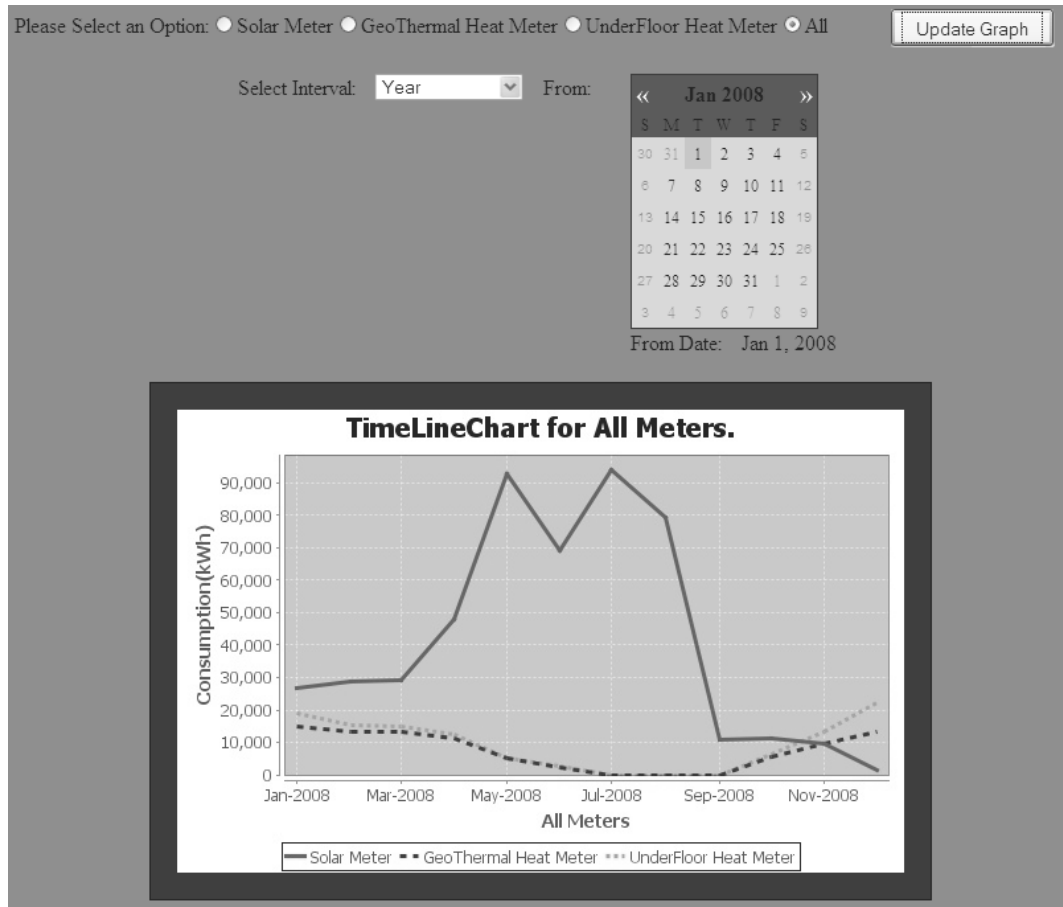 Please Select an Option: Solar Meter GeoThermal Heat Meter UnderFloor Heat Meter All Update Graph
Select Interval: Year From:
« Jan 2008 »
S M T W T F S
30 31 1 2 3 4 5
6 7 8 9 10 11 12
13 14 15 16 17 18 19
20 21 22 23 24 25 26
27 28 29 30 31 1 2
3 4 5 6 7 8 9
From Date: Jan 1, 2008
TimeLineChart for All Meters.
Consumption(kWh)
90,000
80,000
70,000
60,000
50,000
40,000
30,000
20,000
10,000
0
Jan-2008 Mar-2008 May-2008 Jul-2008 Sep-2008 Nov-2008
All Meters
Solar Meter GeoThermal Heat Meter UnderFloor Heat Meter